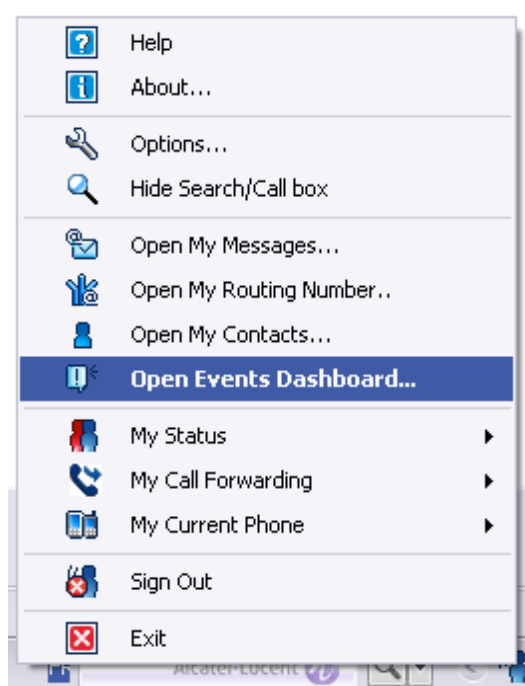 Help
About...
Options...
Hide Search/Call box
Open My Messages...
Open My Routing Number..
Open My Contacts...
Open Events Dashboard...
My Status
My Call Forwarding
My Current Phone
Sign Out
Exit
Alcatel-Lucent